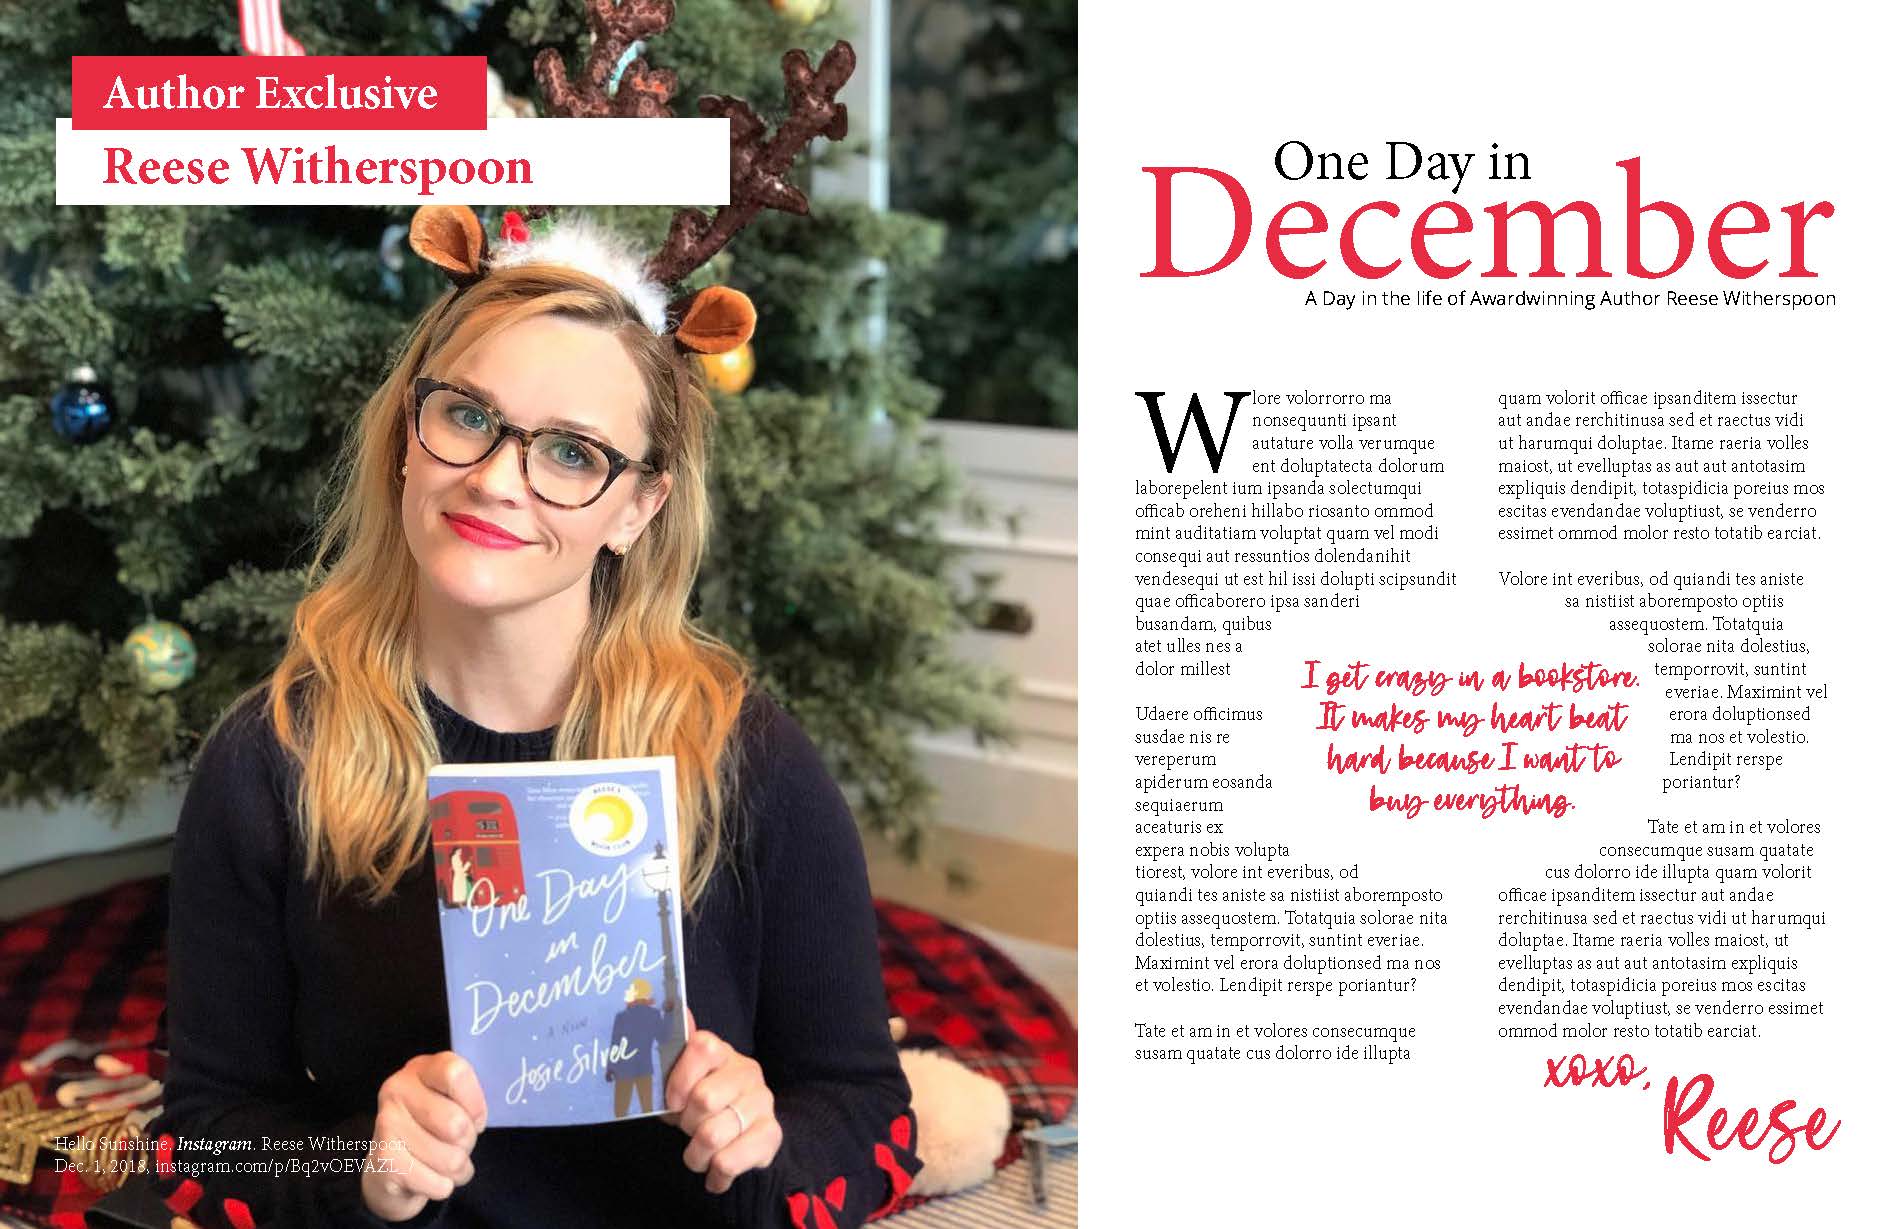 Author Exclusive
Reese Witherspoon
REESE'S
BOOK CLUB
One Day
in
December
A Novel
Josie Silver
Hello Sunshine. Instagram. Reese Witherspoon.
Dec. 1, 2018, instagram.com/p/Bq2vOEVAZL_/
One Day in
December
A Day in the life of Awardwinning Author Reese Witherspoon
Wlore volorrorro ma
nonsequunti ipsant
autature volla verumque
ent doluptatecta dolorum
laborepelent ium ipsanda solectumqui
officab oreheni hillabo riosanto ommod
mint auditatiam voluptat quam vel modi
consequi aut ressuntios dolendanihit
vendesequi ut est hil issi dolupti scipsundit
quae officaborero ipsa sanderi
busandam, quibus
atet ulles nes a
dolor millest
Udaere officimus
susdae nis re
vereperum
apiderum eosanda
sequiaerum
aceaturis ex
expera nobis volupta
tiorest, volore int everibus, od
quiandi tes aniste sa nistiist aboremposto
optiis assequostem. Totatquia solorae nita
dolestius, temporrovit, suntint everiae.
Maximint vel erora doluptionsed ma nos
et volestio. Lendipit rerspe poriantur?
Tate et am in et volores consecumque
susam quatate cus dolorro ide illupta
I get crazy in a bookstore.
It makes my heart beat
hard because I want to
buy everything.
quam volorit officae ipsanditem issectur
aut andae rerchitinusa sed et raectus vidi
ut harumqui doluptae. Itame raeria volles
maiost, ut evelluptas as aut aut antotasim
expliquis dendipit, totaspidicia poreius mos
escitas evendandae voluptiust, se venderro
essimet ommod molor resto totatib earciat.
Volore int everibus, od quiandi tes aniste
sa nistiist aboremposto optiis
assequostem. Totatquia
solorae nita dolestius,
temporrovit, suntint
everiae. Maximint vel
erora doluptionsed
ma nos et volestio.
Lendipit rerspe
poriantur?
Tate et am in et volores
consecumque susam quatate
cus dolorro ide illupta quam volorit
officae ipsanditem issectur aut andae
rerchitinusa sed et raectus vidi ut harumqui
doluptae. Itame raeria volles maiost, ut
evelluptas as aut aut antotasim expliquis
dendipit, totaspidicia poreius mos escitas
evendandae voluptiust, se venderro essimet
ommod molor resto totatib earciat.
xoxo,
Reese